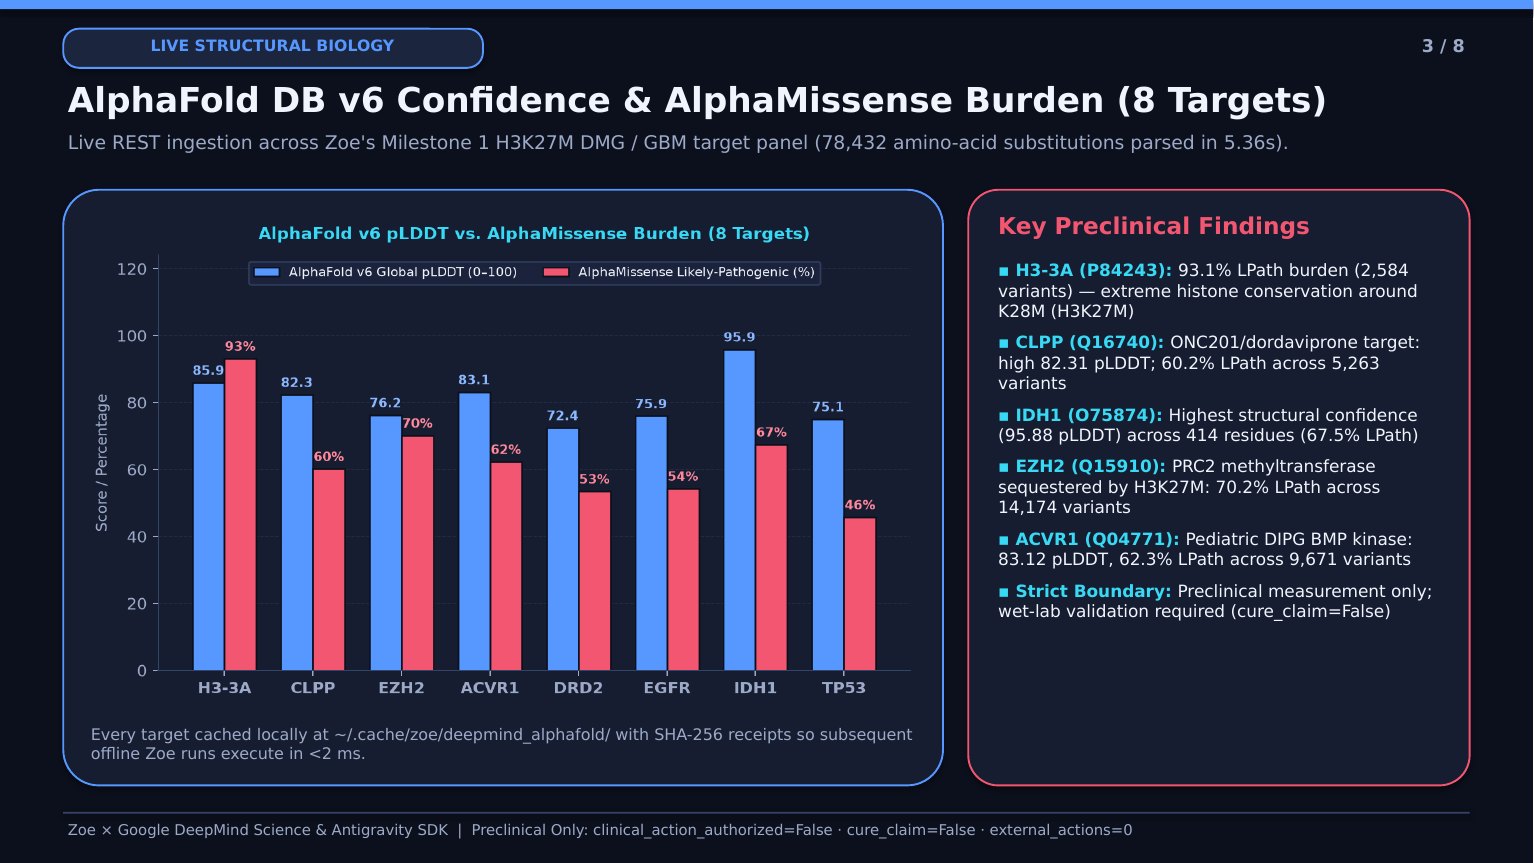 LIVE STRUCTURAL BIOLOGY
3 / 8
AlphaFold DB v6 Confidence & AlphaMissense Burden (8 Targets)
Live REST ingestion across Zoe's Milestone 1 H3K27M DMG / GBM target panel (78,432 amino-acid substitutions parsed in 5.36s).
AlphaFold v6 pLDDT vs. AlphaMissense Burden (8 Targets)
AlphaFold v6 Global pLDDT (0–100)
AlphaMissense Likely-Pathogenic (%)
Score / Percentage
120
100
80
60
40
20
0
85.9
93%
82.3
60%
76.2
70%
83.1
62%
72.4
53%
75.9
54%
95.9
67%
75.1
46%
H3-3A
CLPP
EZH2
ACVR1
DRD2
EGFR
IDH1
TP53
Every target cached locally at ~/.cache/zoe/deepmind_alphafold/ with SHA-256 receipts so subsequent
offline Zoe runs execute in <2 ms.
Key Preclinical Findings
▪ H3-3A (P84243): 93.1% LPath burden (2,584
variants) — extreme histone conservation around
K28M (H3K27M)
▪ CLPP (Q16740): ONC201/dordaviprone target:
high 82.31 pLDDT; 60.2% LPath across 5,263
variants
▪ IDH1 (O75874): Highest structural confidence
(95.88 pLDDT) across 414 residues (67.5% LPath)
▪ EZH2 (Q15910): PRC2 methyltransferase
sequestered by H3K27M: 70.2% LPath across
14,174 variants
▪ ACVR1 (Q04771): Pediatric DIPG BMP kinase:
83.12 pLDDT, 62.3% LPath across 9,671 variants
▪ Strict Boundary: Preclinical measurement only;
wet-lab validation required (cure_claim=False)
Zoe × Google DeepMind Science & Antigravity SDK | Preclinical Only: clinical_action_authorized=False · cure_claim=False · external_actions=0